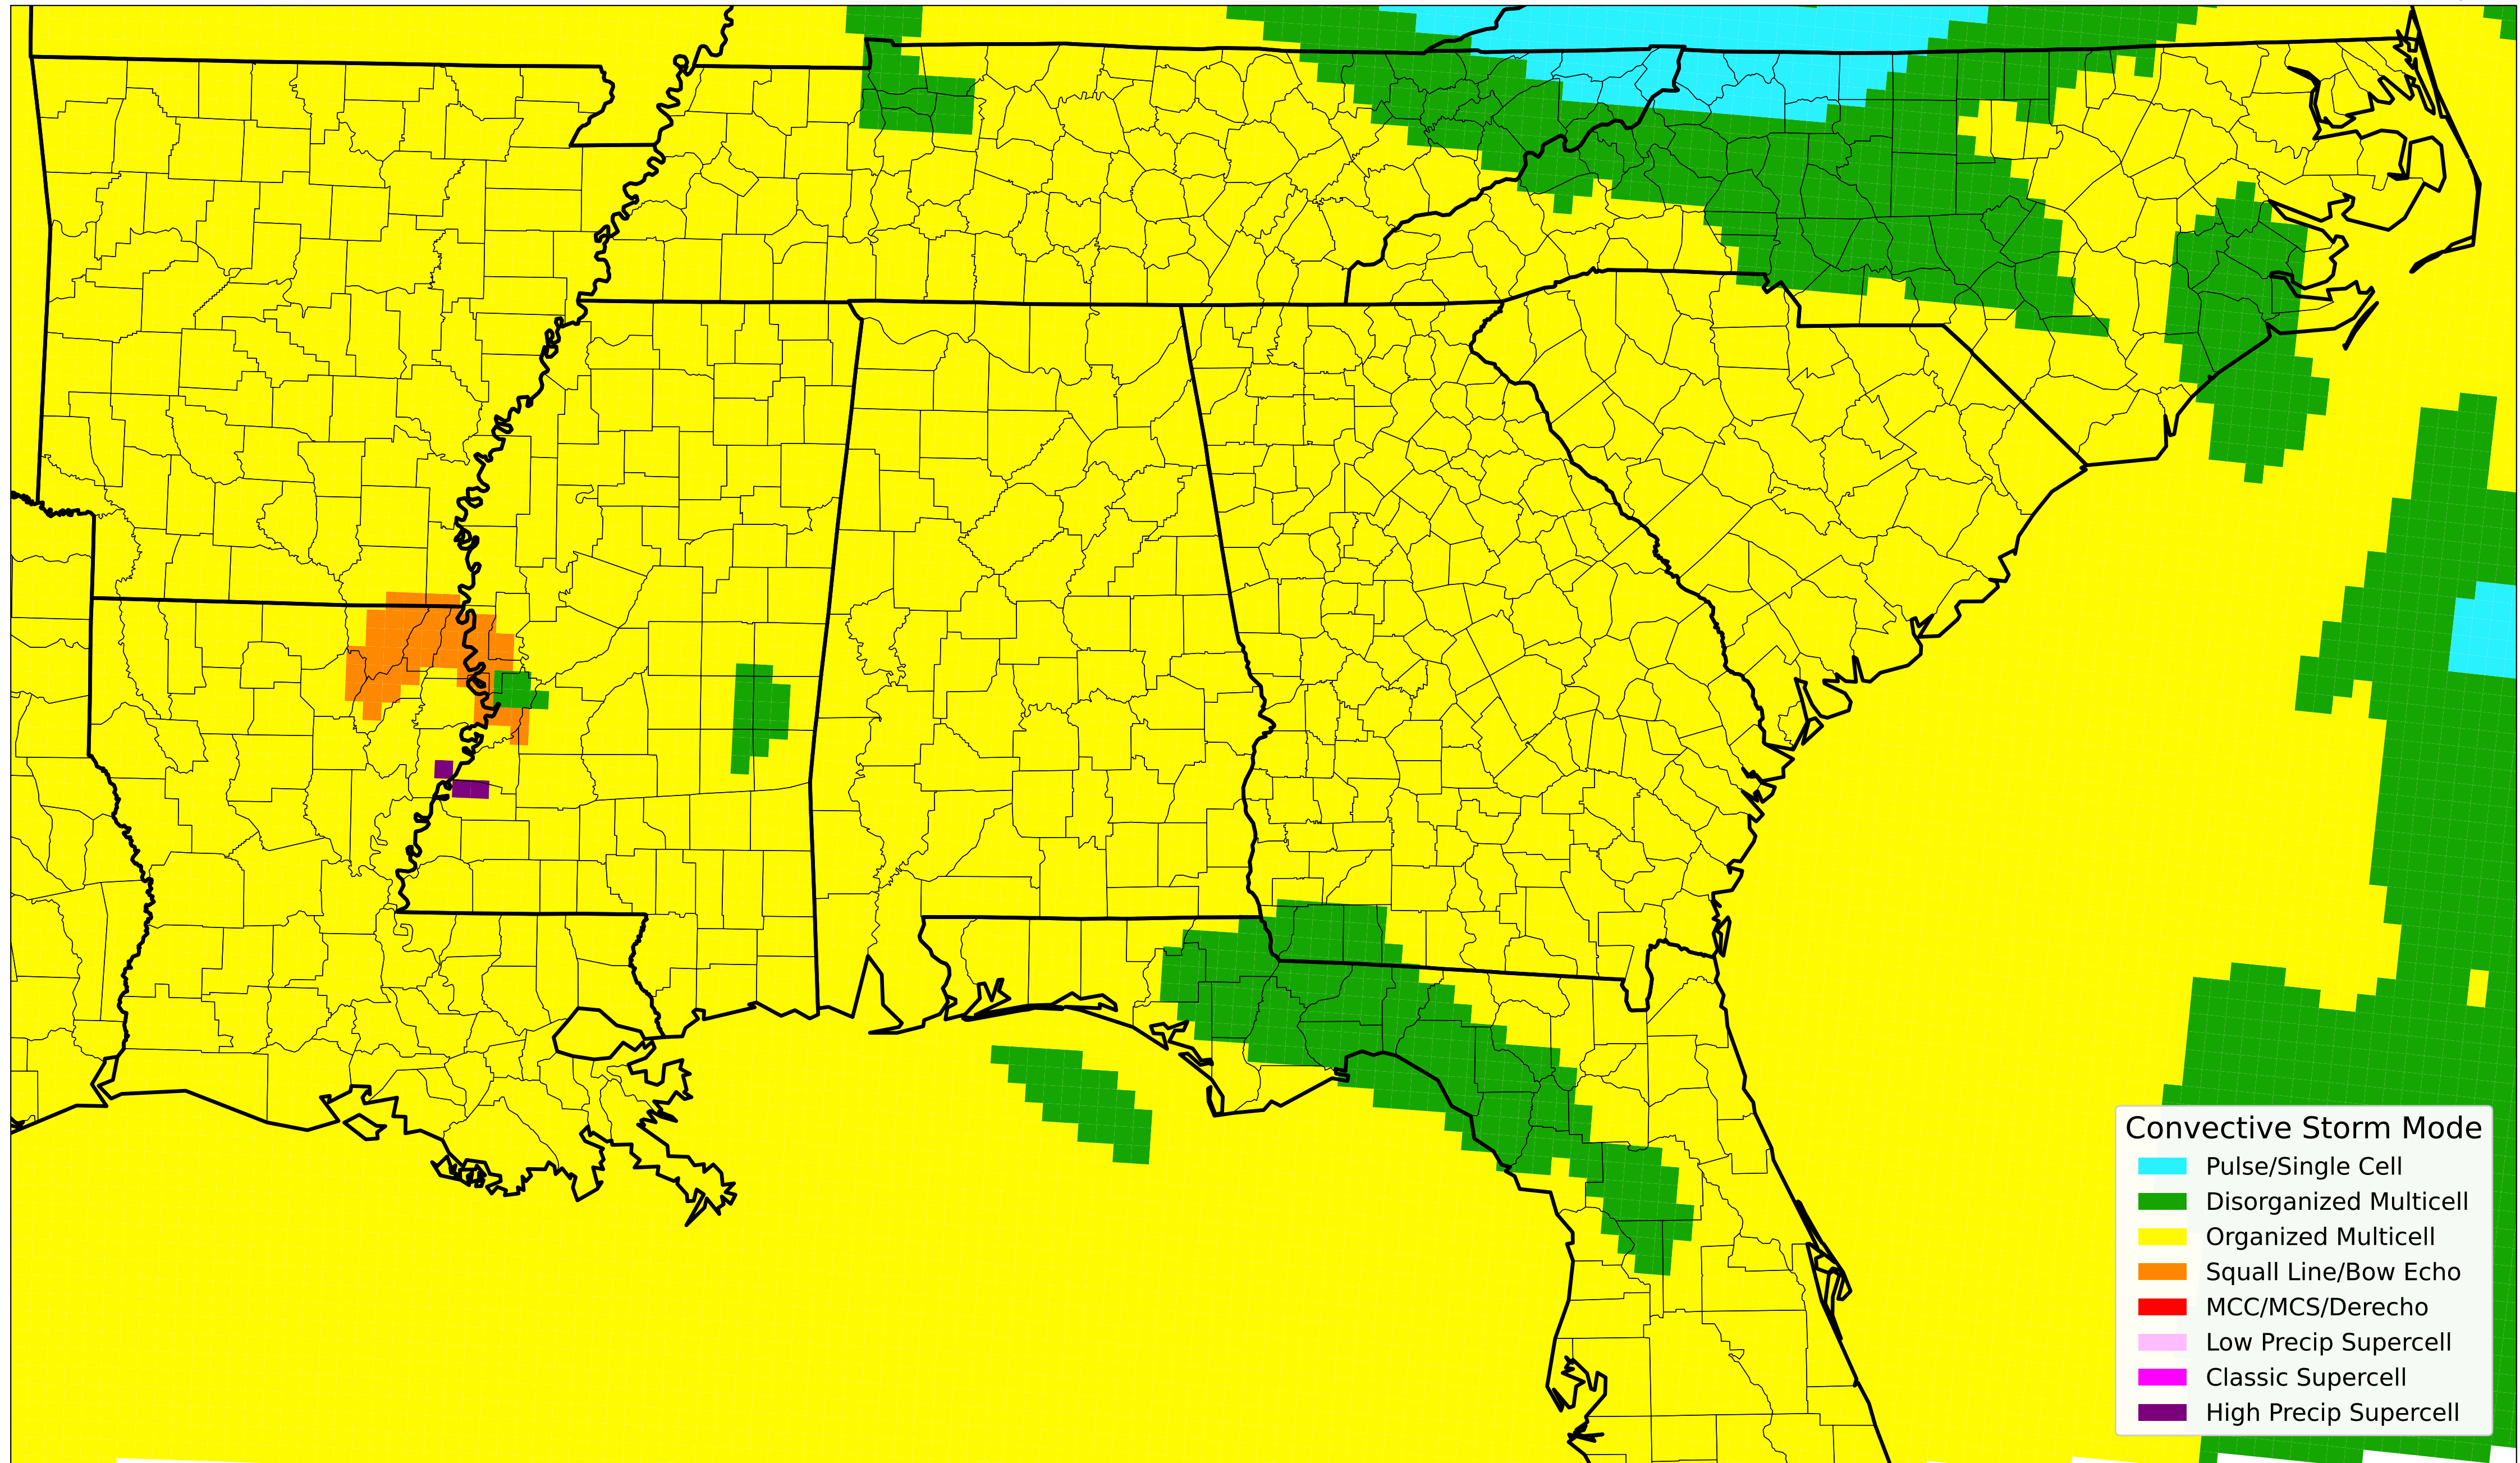 Convective Storm Mode
Pulse/Single Cell
Disorganized Multicell
Organized Multicell
Squall Line/Bow Echo
MCC/MCS/Derecho
Low Precip Supercell
Classic Supercell
High Precip Supercell